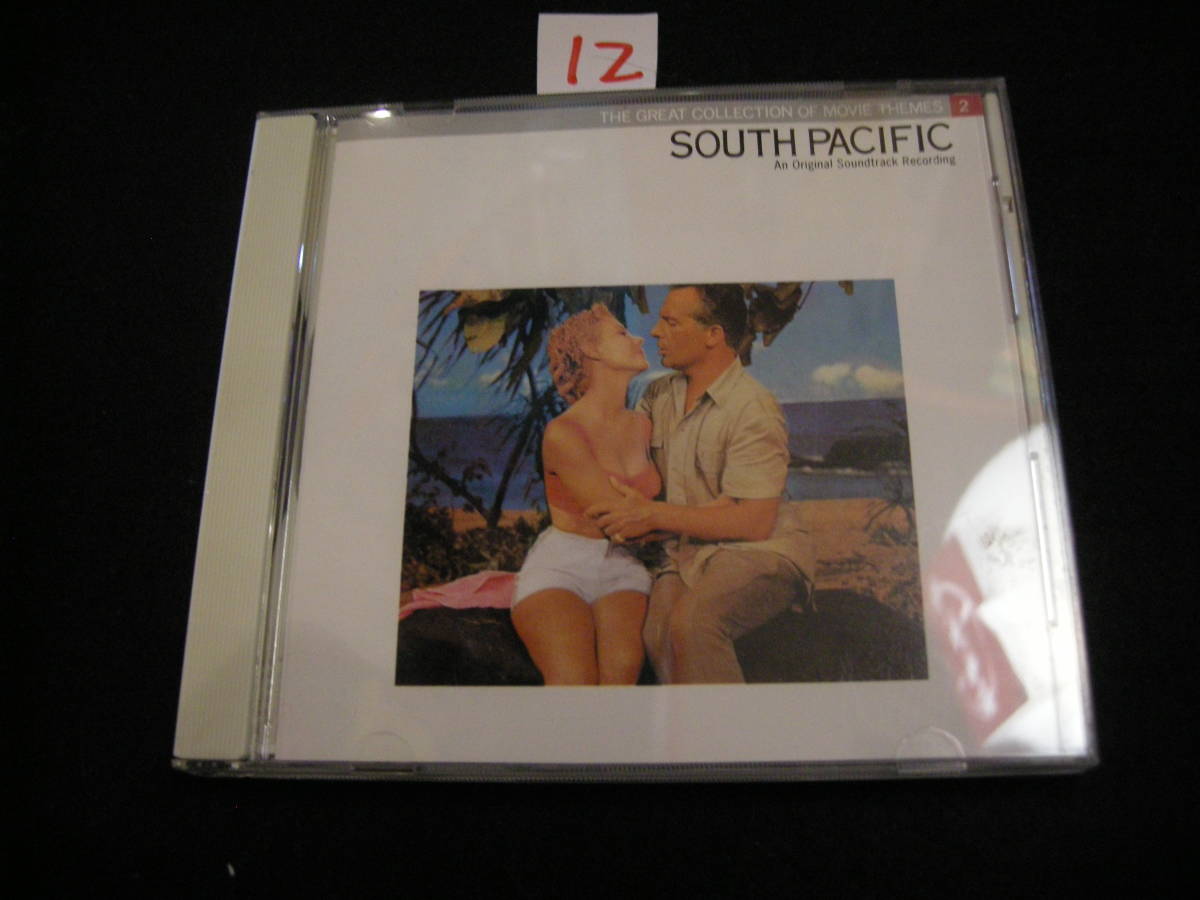 12
THE GREAT COLLECTION OF MOVIE THEMES 2
SOUTH PACIFIC
An Original Soundtrack Recording